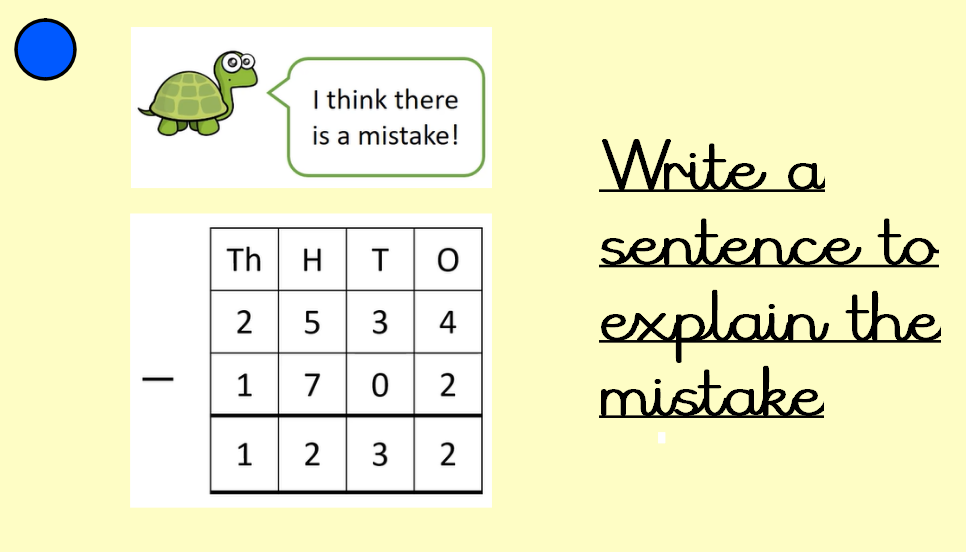 I think there
is a mistake!
Th H T O
2 5 3 4
– 1 7 0 2
1 2 3 2
Write a
sentence to
explain the
mistake